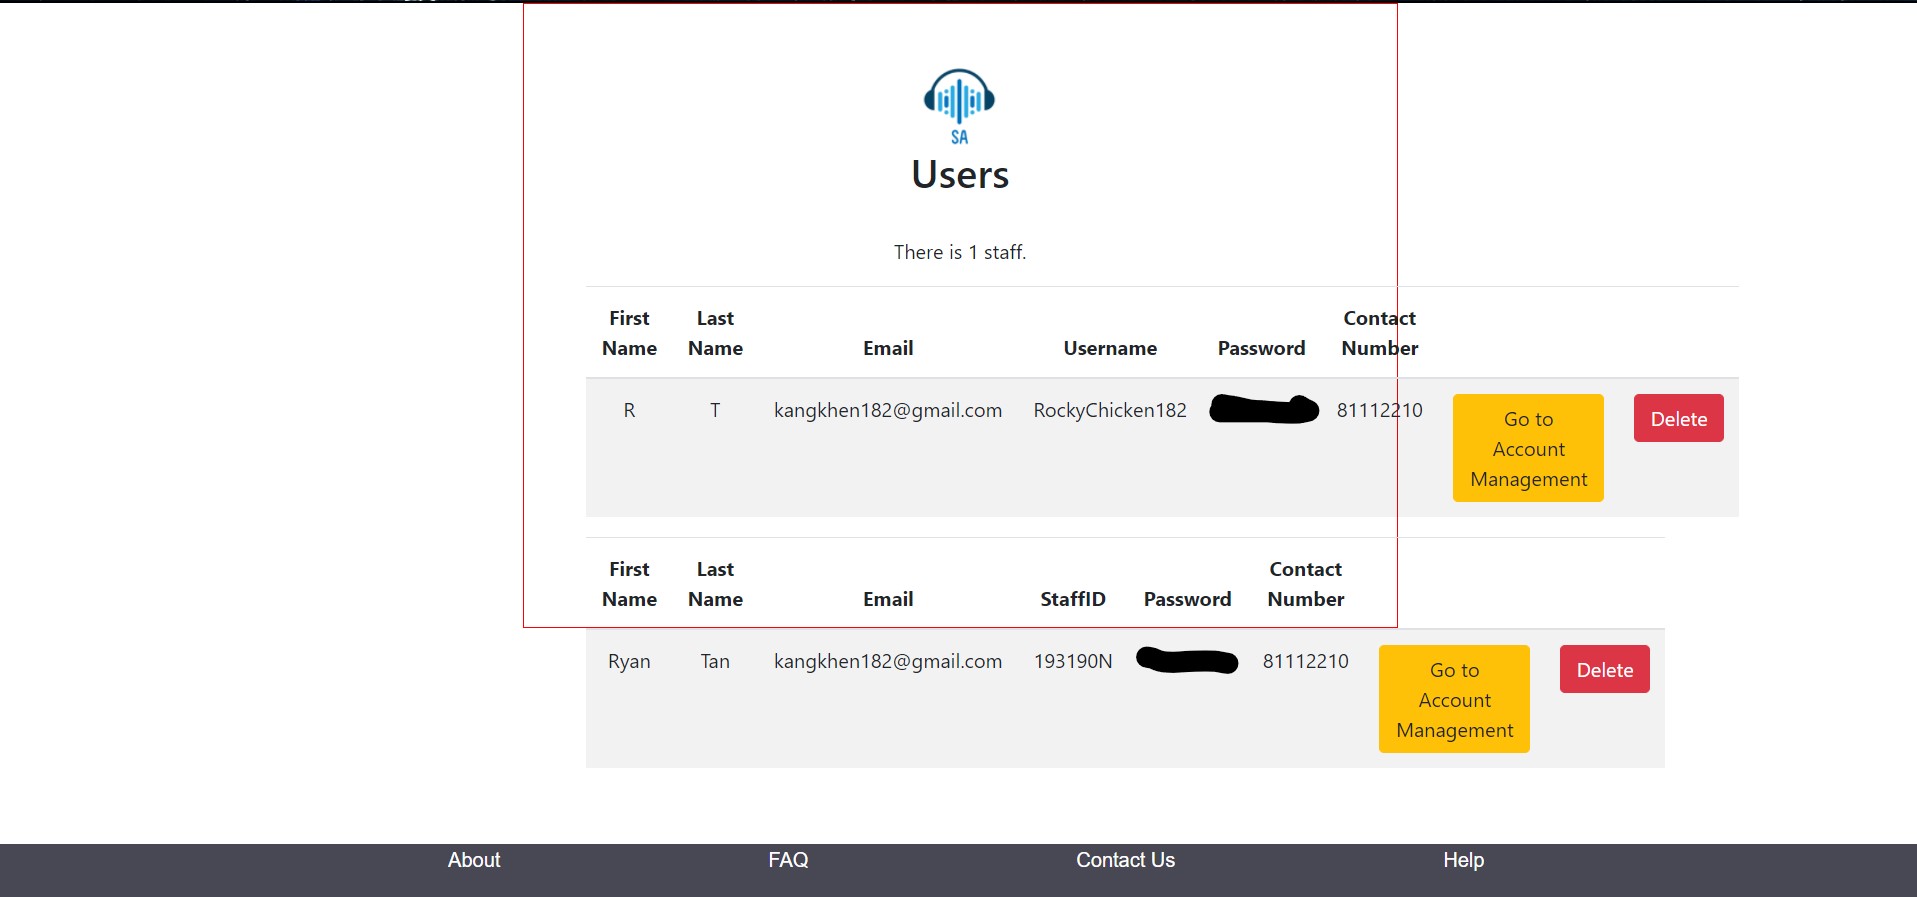 SA
Users
There is 1 staff.
First Name Last Name Email Username Password Contact Number
R T kangkhen182@gmail.com RockyChicken182 81112210 Go to Account Management Delete
First Name Last Name Email StaffID Password Contact Number
Ryan Tan kangkhen182@gmail.com 193190N 81112210 Go to Account Management Delete
About FAQ Contact Us Help